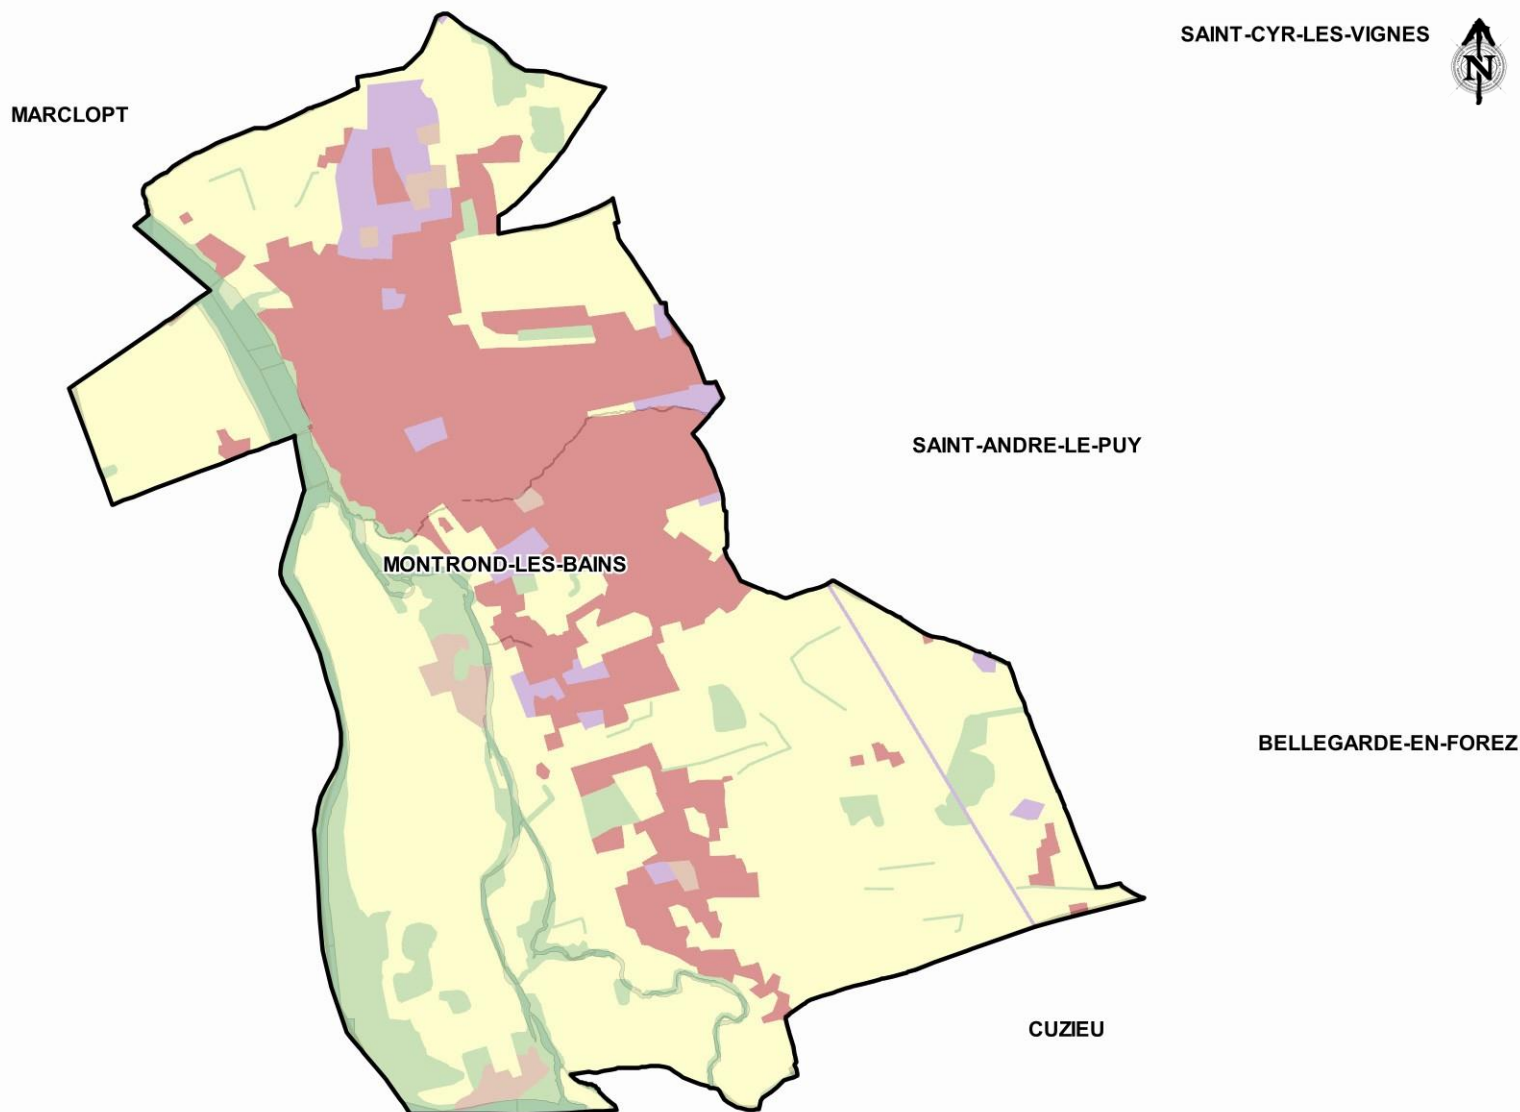 SAINT-CYR-LES-VIGNES
N
MARCLOPT
SAINT-ANDRE-LE-PUY
MONTROND-LES-BAINS
BELLEGARDE-EN-FOREZ
CUZIEU